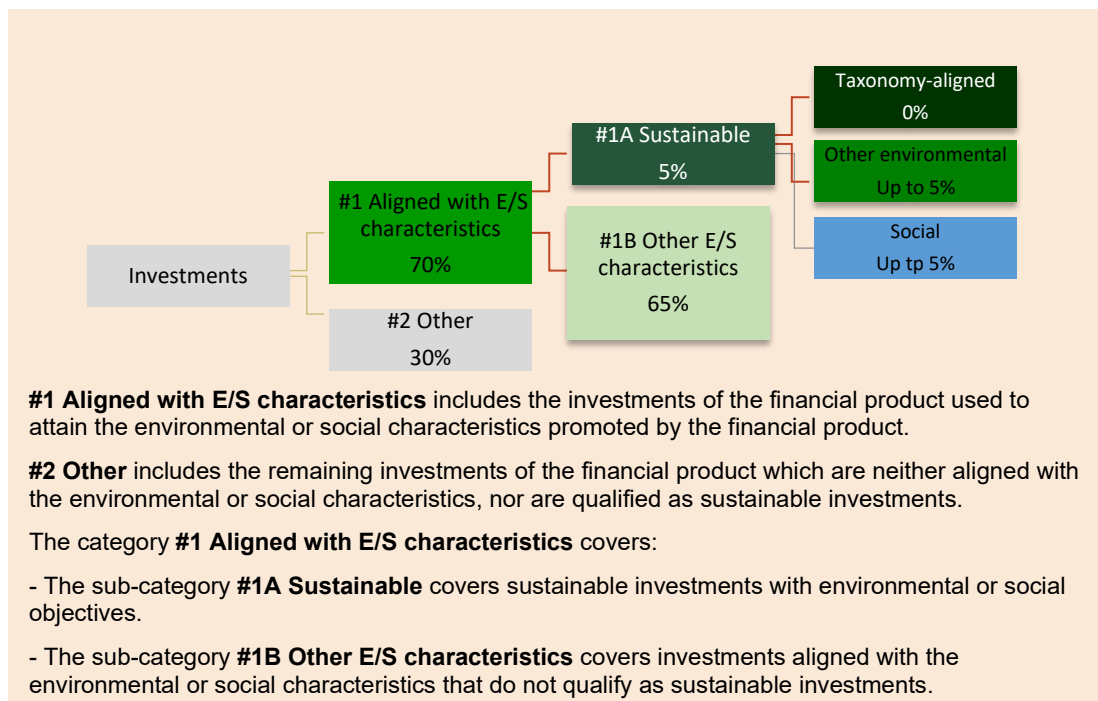 Taxonomy-aligned
0%
#1A Sustainable
5%
Other environmental
Up to 5%
#1 Aligned with E/S
characteristics
70%
#1B Other E/S
characteristics
65%
Social
Up tp 5%
Investments
#2 Other
30%
#1 Aligned with E/S characteristics includes the investments of the financial product used to
attain the environmental or social characteristics promoted by the financial product.
#2 Other includes the remaining investments of the financial product which are neither aligned with
the environmental or social characteristics, nor are qualified as sustainable investments.
The category #1 Aligned with E/S characteristics covers:
- The sub-category #1A Sustainable covers sustainable investments with environmental or social
objectives.
- The sub-category #1B Other E/S characteristics covers investments aligned with the
environmental or social characteristics that do not qualify as sustainable investments.